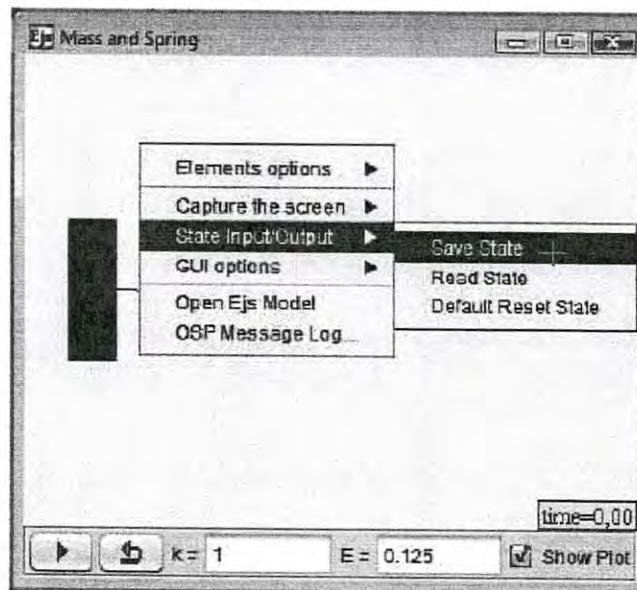 Ejs Mass and Spring
Elements options
Capture the screen
State Input/Output
Save State
GUI options
Read State
Default Reset State
Open Ejs Model
OSP Message Log...
time=0,00
k = 1 E = 0.125 Show Plot